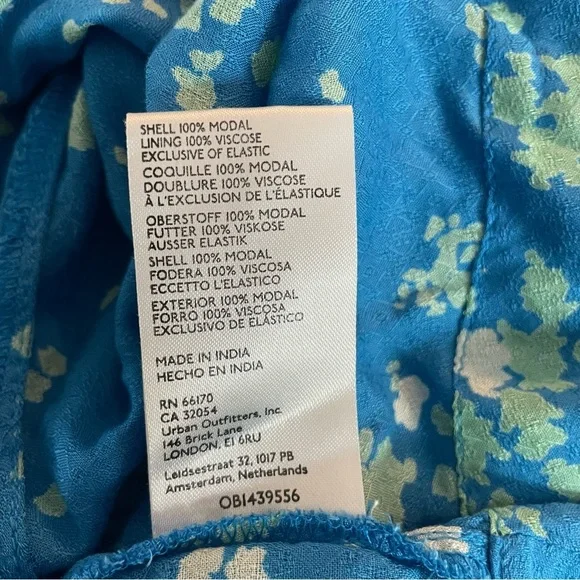 SHELL 100% MODAL
LINING 100% VISCOSE
EXCLUSIVE OF ELASTIC
COQUILLE 100% MODAL
DOUBLURE 100% VISCOSE
À L'EXCLUSION DE L'ÉLASTIQUE
OBERSTOFF 100% MODAL
FUTTER 100% VISKOSE
AUSSER ELASTIK
SHELL 100% MODAL
FODERA 100% VISCOSA
ECCETTO L'ELASTICO
EXTERIOR 100% MODAL
FORRO 100% VISCOSA
EXCLUSIVO DE ELÁSTICO
MADE IN INDIA
HECHO EN INDIA
RN 66170
CA 32054
Urban Outfitters, Inc.
146 Brick Lane
LONDON, E1 6RU
Leidsestraat 32, 1017 PB
Amsterdam, Netherlands
OB1439556